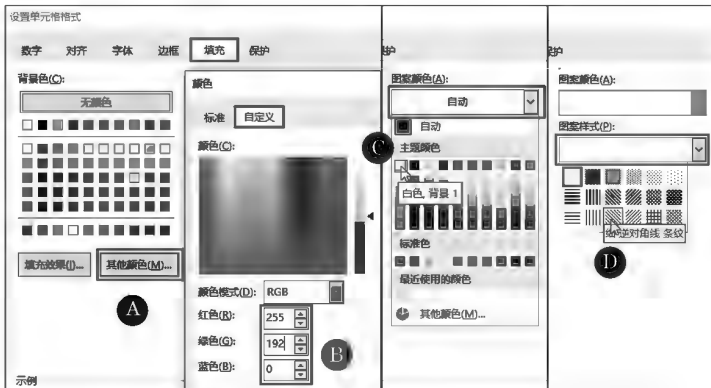 设置单元格格式
数字 对齐 字体 边框 填充 保护
背景色(C):
无颜色
填充效果(I)... 其他颜色(M)...
A
示例
颜色
标准 自定义
颜色(C):
颜色模式(D): RGB
红色(R): 255
绿色(G): 192
蓝色(B): 0
B
护
图案颜色(A):
自动
自动
C
主题颜色
白色, 背景 1
标准色
最近使用的颜色
其他颜色(M)...
护
图案颜色(A):
图案样式(P):
逆对角线 条纹
D